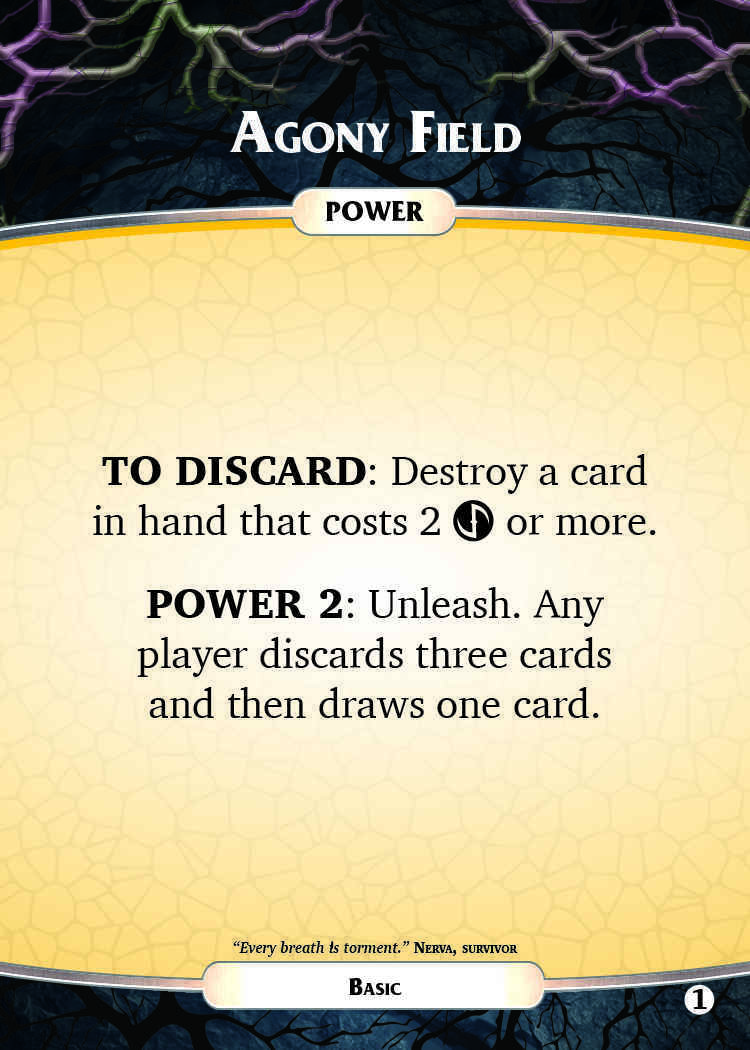 Agony Field
POWER
TO DISCARD: Destroy a card
in hand that costs 2 or more.
POWER 2: Unleash. Any
player discards three cards
and then draws one card.
“Every breath is torment.” Nerva, survivor
Basic
1